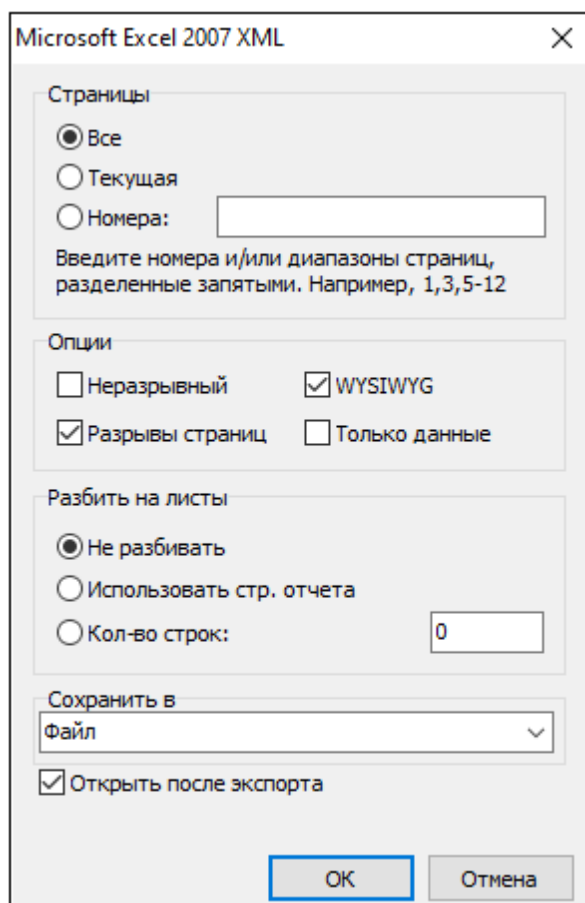 Microsoft Excel 2007 XML
Страницы
Все
Текущая
Номера:
Введите номера и/или диапазоны страниц,
разделенные запятыми. Например, 1,3,5-12
Опции
Неразрывный WYSIWYG
Разрывы страниц Только данные
Разбить на листы
Не разбивать
Использовать стр. отчета
Кол-во строк: 0
Сохранить в
Файл
Открыть после экспорта
OK Отмена